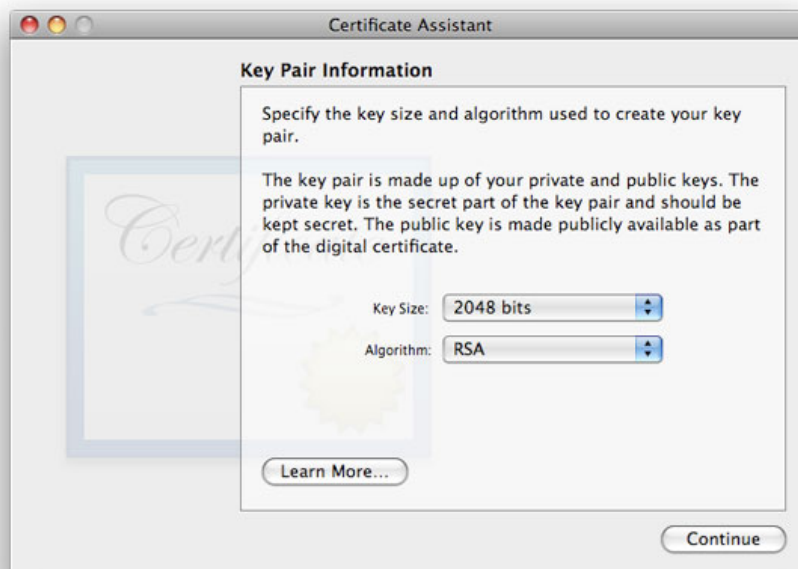 Certificate Assistant
Key Pair Information
Specify the key size and algorithm used to create your key
pair.
The key pair is made up of your private and public keys. The
private key is the secret part of the key pair and should be
kept secret. The public key is made publicly available as part
of the digital certificate.
Certificate
Key Size: 2048 bits
Algorithm: RSA
Learn More...
Continue